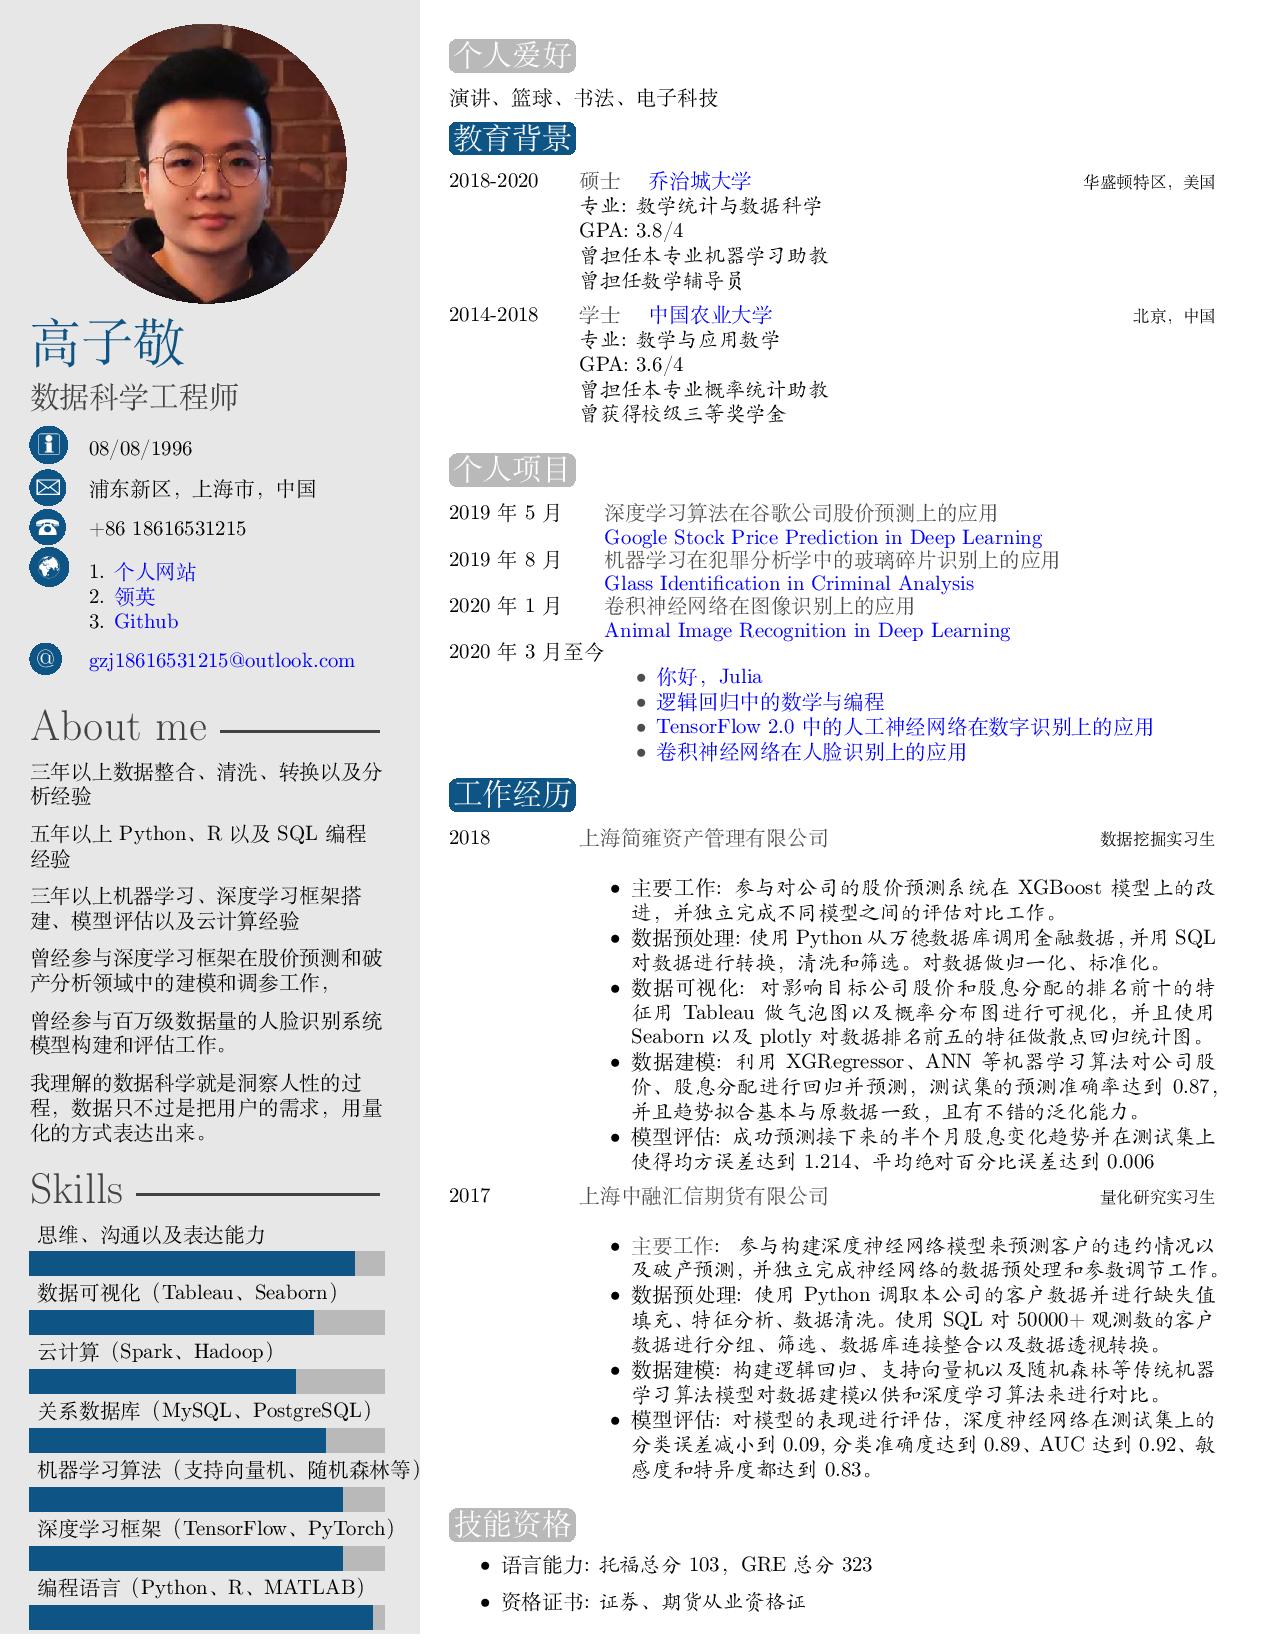 高子敬
数据科学工程师
08/08/1996
浦东新区，上海市，中国
+86 18616531215
1. 个人网站
2. 领英
3. Github
@ gzj18616531215@outlook.com
About me
三年以上数据整合、清洗、转换以及分
析经验
五年以上 Python、R 以及 SQL 编程
经验
三年以上机器学习、深度学习框架搭
建、模型评估以及云计算经验
曾经参与深度学习框架在股价预测和破
产分析领域中的建模和调参工作，
曾经参与百万级数据量的人脸识别系统
模型构建和评估工作。
我理解的数据科学就是洞察人性的过
程，数据只不过是把用户的需求，用量
化的方式表达出来。
Skills
思维、沟通以及表达能力
数据可视化（Tableau、Seaborn）
云计算（Spark、Hadoop）
关系数据库（MySQL、PostgreSQL）
机器学习算法（支持向量机、随机森林等）
深度学习框架（TensorFlow、PyTorch）
编程语言（Python、R、MATLAB）
个人爱好
演讲、篮球、书法、电子科技
教育背景
2018-2020 硕士 乔治城大学 华盛顿特区，美国
专业: 数学统计与数据科学
GPA: 3.8/4
曾担任本专业机器学习助教
曾担任数学辅导员
2014-2018 学士 中国农业大学 北京，中国
专业: 数学与应用数学
GPA: 3.6/4
曾担任本专业概率统计助教
曾获得校级三等奖学金
个人项目
2019 年 5 月 深度学习算法在谷歌公司股价预测上的应用
Google Stock Price Prediction in Deep Learning
2019 年 8 月 机器学习在犯罪分析学中的玻璃碎片识别上的应用
Glass Identification in Criminal Analysis
2020 年 1 月 卷积神经网络在图像识别上的应用
Animal Image Recognition in Deep Learning
2020 年 3 月至今
• 你好，Julia
• 逻辑回归中的数学与编程
• TensorFlow 2.0 中的人工神经网络在数字识别上的应用
• 卷积神经网络在人脸识别上的应用
工作经历
2018 上海简雍资产管理有限公司 数据挖掘实习生
• 主要工作: 参与对公司的股价预测系统在 XGBoost 模型上的改
进，并独立完成不同模型之间的评估对比工作。
• 数据预处理: 使用 Python 从万德数据库调用金融数据，并用 SQL
对数据进行转换，清洗和筛选。对数据做归一化、标准化。
• 数据可视化: 对影响目标公司股价和股息分配的排名前十的特
征用 Tableau 做气泡图以及概率分布图进行可视化，并且使用
Seaborn 以及 plotly 对数据排名前五的特征做散点回归统计图。
• 数据建模: 利用 XGRegressor、ANN 等机器学习算法对公司股
价、股息分配进行回归并预测，测试集的预测准确率达到 0.87，
并且趋势拟合基本与原数据一致，且有不错的泛化能力。
• 模型评估: 成功预测接下来的半个月股息变化趋势并在测试集上
使得均方误差达到 1.214、平均绝对百分比误差达到 0.006
2017 上海中融汇信期货有限公司 量化研究实习生
• 主要工作: 参与构建深度神经网络模型来预测客户的违约情况以
及破产预测，并独立完成神经网络的数据预处理和参数调节工作。
• 数据预处理: 使用 Python 调取本公司的客户数据并进行缺失值
填充、特征分析、数据清洗。使用 SQL 对 50000+ 观测数的客户
数据进行分组、筛选、数据库连接整合以及数据透视转换。
• 数据建模: 构建逻辑回归、支持向量机以及随机森林等传统机器
学习算法模型对数据建模以供和深度学习算法来进行对比。
• 模型评估: 对模型的表现进行评估，深度神经网络在测试集上的
分类误差减小到 0.09, 分类准确度达到 0.89、AUC 达到 0.92、敏
感度和特异度都达到 0.83。
技能资格
• 语言能力: 托福总分 103，GRE 总分 323
• 资格证书: 证券、期货从业资格证